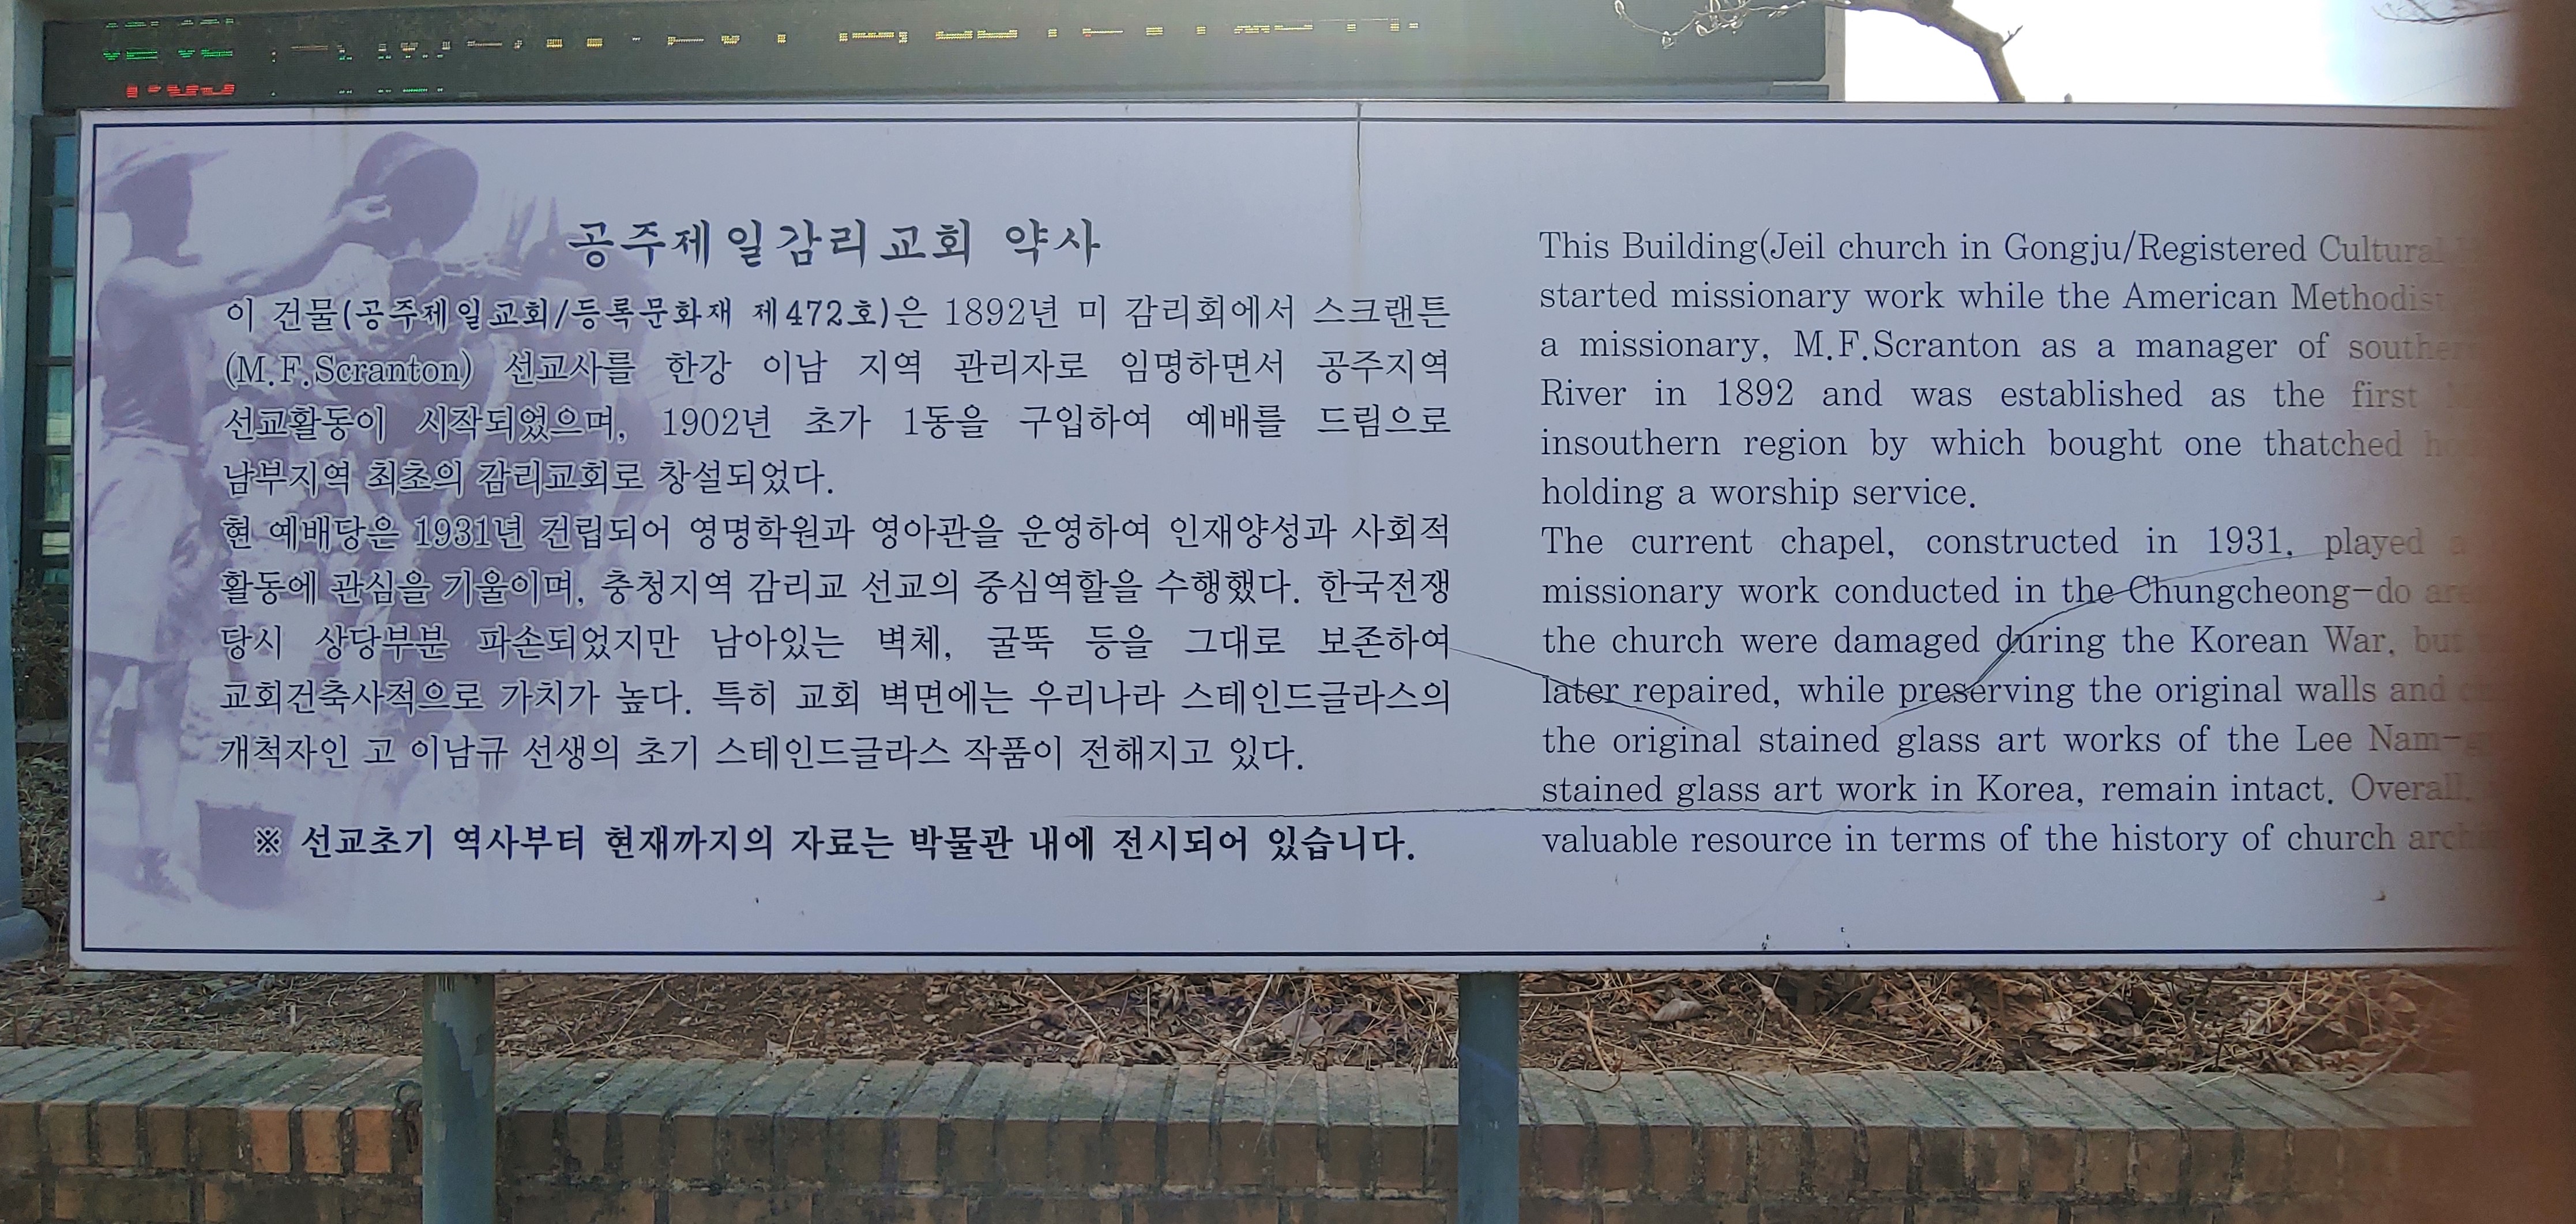 공주제일감리교회 약사
이 건물(공주제일교회/등록문화재 제472호)은 1892년 미 감리회에서 스크랜튼
(M.F.Scranton) 선교사를 한강 이남 지역 관리자로 임명하면서 공주지역
선교활동이 시작되었으며, 1902년 초가 1동을 구입하여 예배를 드림으로
남부지역 최초의 감리교회로 창설되었다.
현 예배당은 1931년 건립되어 영명학원과 영아관을 운영하여 인재양성과 사회적
활동에 관심을 기울이며, 충청지역 감리교 선교의 중심역할을 수행했다. 한국전쟁
당시 상당부분 파손되었지만 남아있는 벽체, 굴뚝 등을 그대로 보존하여
교회건축사적으로 가치가 높다. 특히 교회 벽면에는 우리나라 스테인드글라스의
개척자인 고 이남규 선생의 초기 스테인드글라스 작품이 전해지고 있다.
※ 선교초기 역사부터 현재까지의 자료는 박물관 내에 전시되어 있습니다.
This Building(Jeil church in Gongju/Registered Cultural
started missionary work while the American Methodist
a missionary, M.F.Scranton as a manager of southern
River in 1892 and was established as the first
insouthern region by which bought one thatched
holding a worship service.
The current chapel, constructed in 1931, played a
missionary work conducted in the Chungcheong-do
the church were damaged during the Korean War, but
later repaired, while preserving the original walls and
the original stained glass art works of the Lee Nam-
stained glass art work in Korea, remain intact. Overall,
valuable resource in terms of the history of church